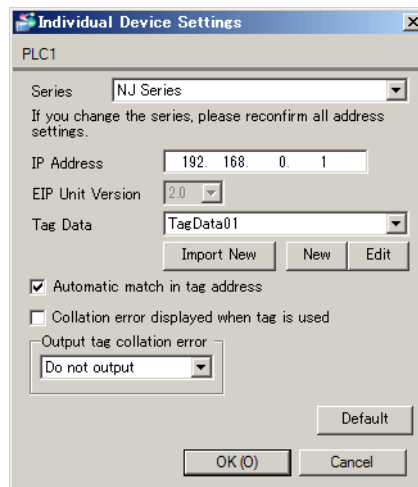 Individual Device Settings
PLC1
Series NJ Series
If you change the series, please reconfirm all address
settings.
IP Address 192. 168. 0. 1
EIP Unit Version 2.0
Tag Data TagData01
Import New New Edit
Automatic match in tag address
Collation error displayed when tag is used
Output tag collation error
Do not output
Default
OK (O) Cancel